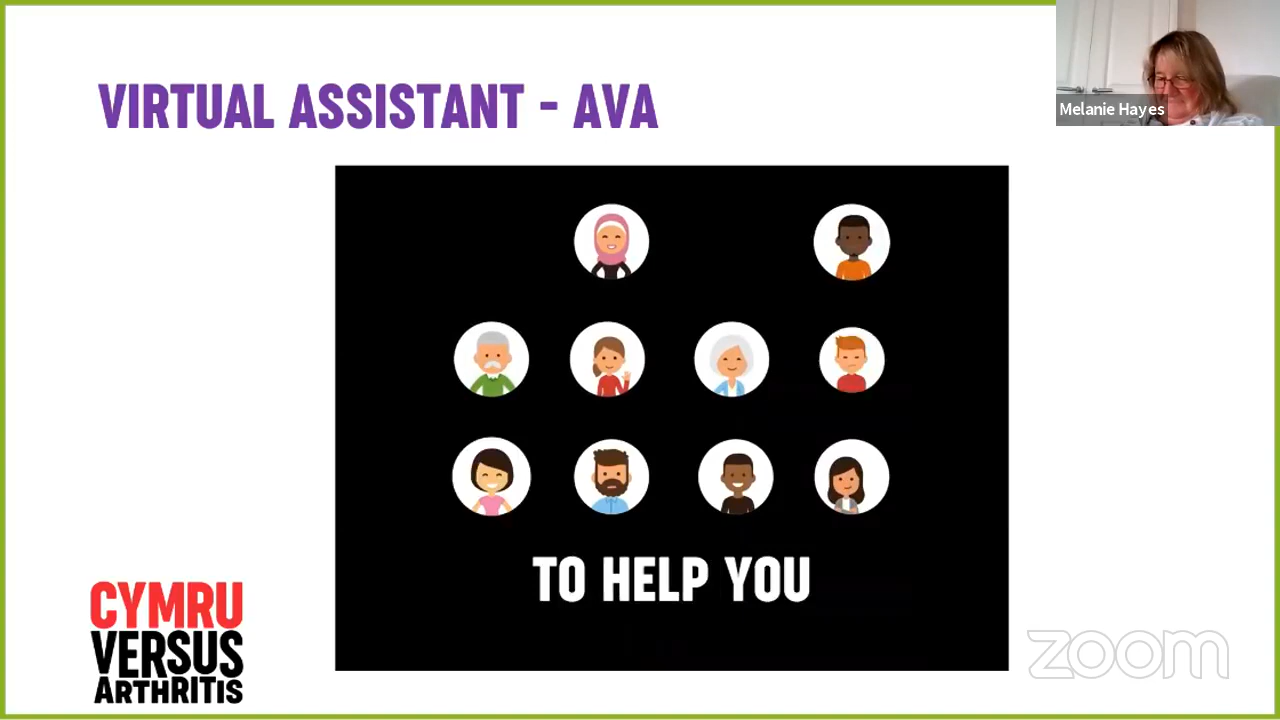 VIRTUAL ASSISTANT - AVA
Melanie Hayes
TO HELP YOU
CYMRU
VERSUS
ARTHRITIS
zoom